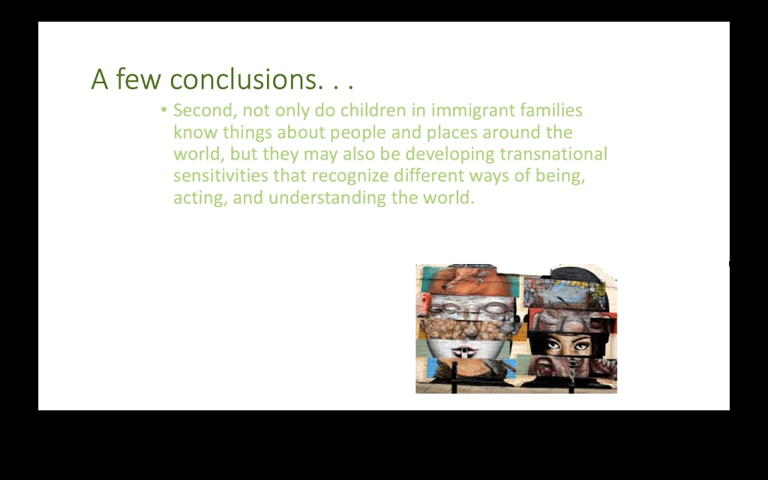 A few conclusions. . .
• Second, not only do children in immigrant families
know things about people and places around the
world, but they may also be developing transnational
sensitivities that recognize different ways of being,
acting, and understanding the world.